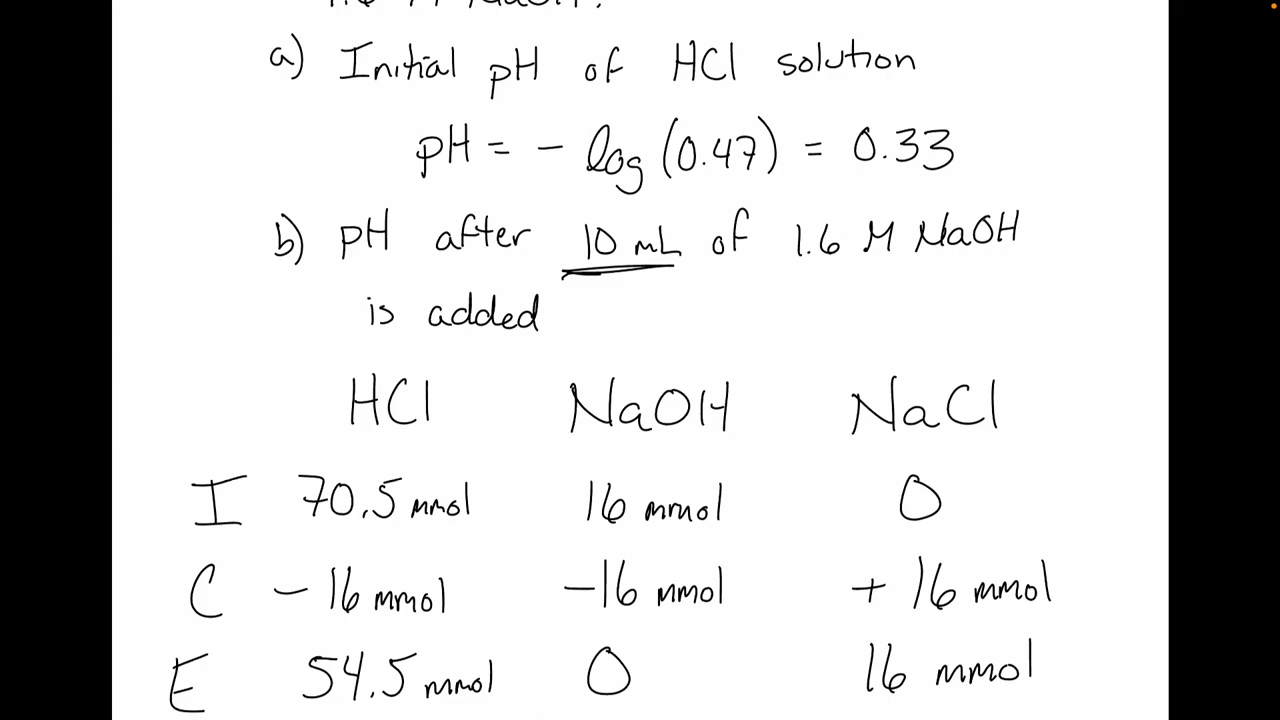 a) Initial pH of HCl solution
pH = - log (0.47) = 0.33
b) pH after 10 mL of 1.6 M NaOH
is added
HCl NaOH NaCl
I 70.5 mmol 16 mmol 0
C - 16 mmol -16 mmol + 16 mmol
E 54.5 mmol 0 16 mmol